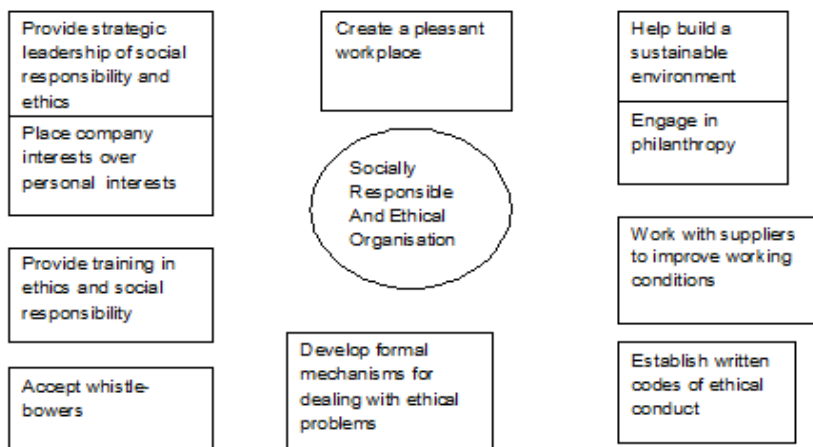 Provide strategic
leadership of social
responsibility and
ethics
Place company
interests over
personal interests
Provide training in
ethics and social
responsibility
Accept whistle-
bowers
Create a pleasant
workplace
Socially
Responsible
And Ethical
Organisation
Develop formal
mechanisms for
dealing with ethical
problems
Help build a
sustainable
environment
Engage in
philanthropy
Work with suppliers
to improve working
conditions
Establish written
codes of ethical
conduct